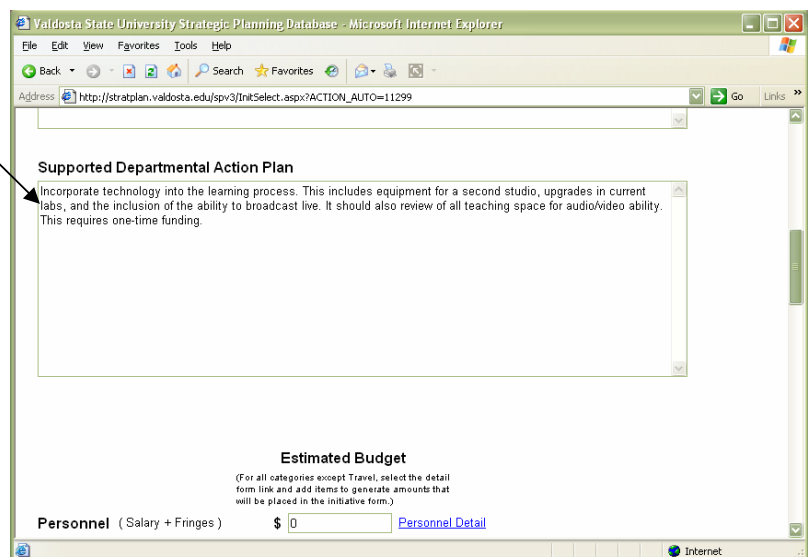 Valdosta State University Strategic Planning Database - Microsoft Internet Explorer
File Edit View Favorites Tools Help
Back Search Favorites
Address http://stratplan.valdosta.edu/spv3/InitSelect.aspx?ACTION_AUTO=11299 Go Links »
Supported Departmental Action Plan
Incorporate technology into the learning process. This includes equipment for a second studio, upgrades in current
labs, and the inclusion of the ability to broadcast live. It should also review of all teaching space for audio/video ability.
This requires one-time funding.
Estimated Budget
(For all categories except Travel, select the detail
form link and add items to generate amounts that
will be placed in the initiative form.)
Personnel ( Salary + Fringes ) $ 0 Personnel Detail
Internet